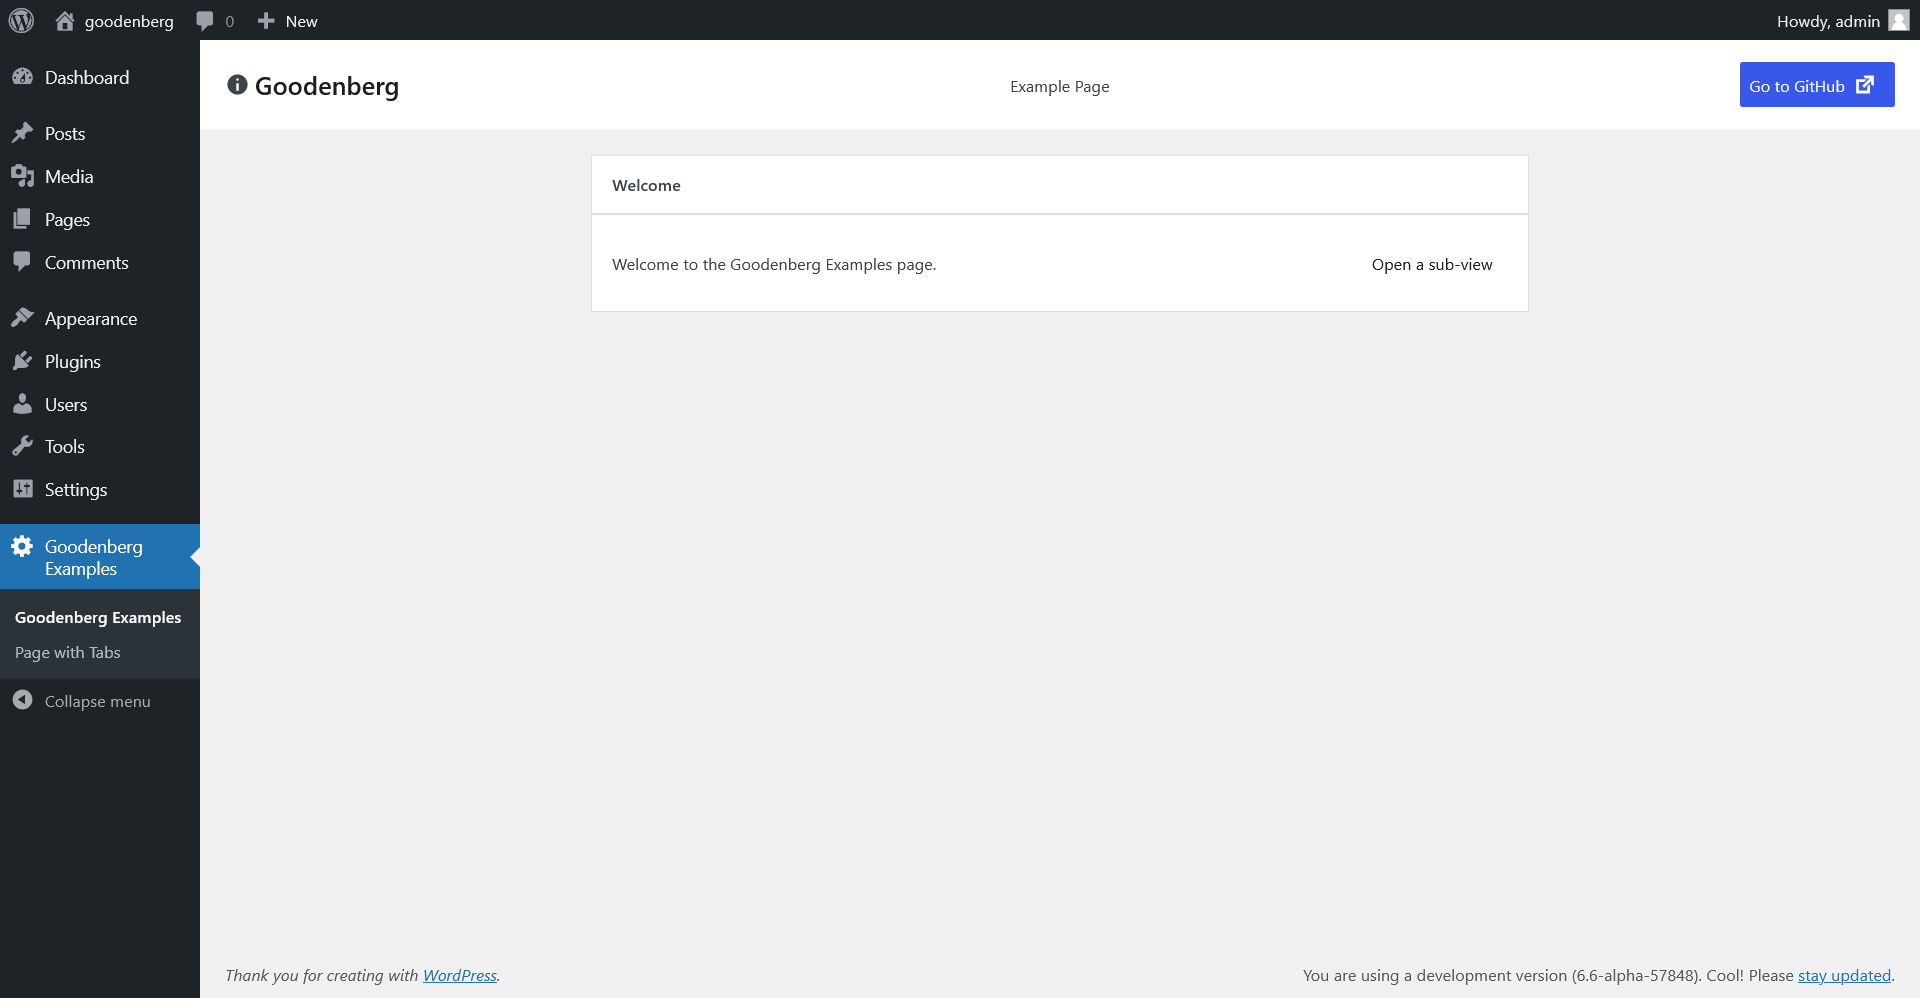 goodenberg 0 New Howdy, admin
Dashboard
Posts
Media
Pages
Comments
Appearance
Plugins
Users
Tools
Settings
Goodenberg
Examples
Goodenberg Examples
Page with Tabs
Collapse menu
Goodenberg Example Page Go to GitHub
Welcome
Welcome to the Goodenberg Examples page. Open a sub-view
Thank you for creating with WordPress. You are using a development version (6.6-alpha-57848). Cool! Please stay updated.